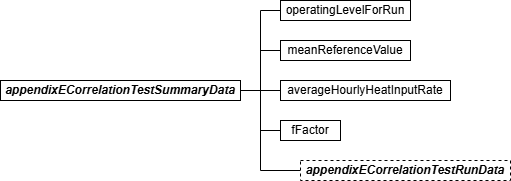 operatingLevelForRun
meanReferenceValue
appendixECorrelationTestSummaryData
averageHourlyHeatInputRate
fFactor
appendixECorrelationTestRunData